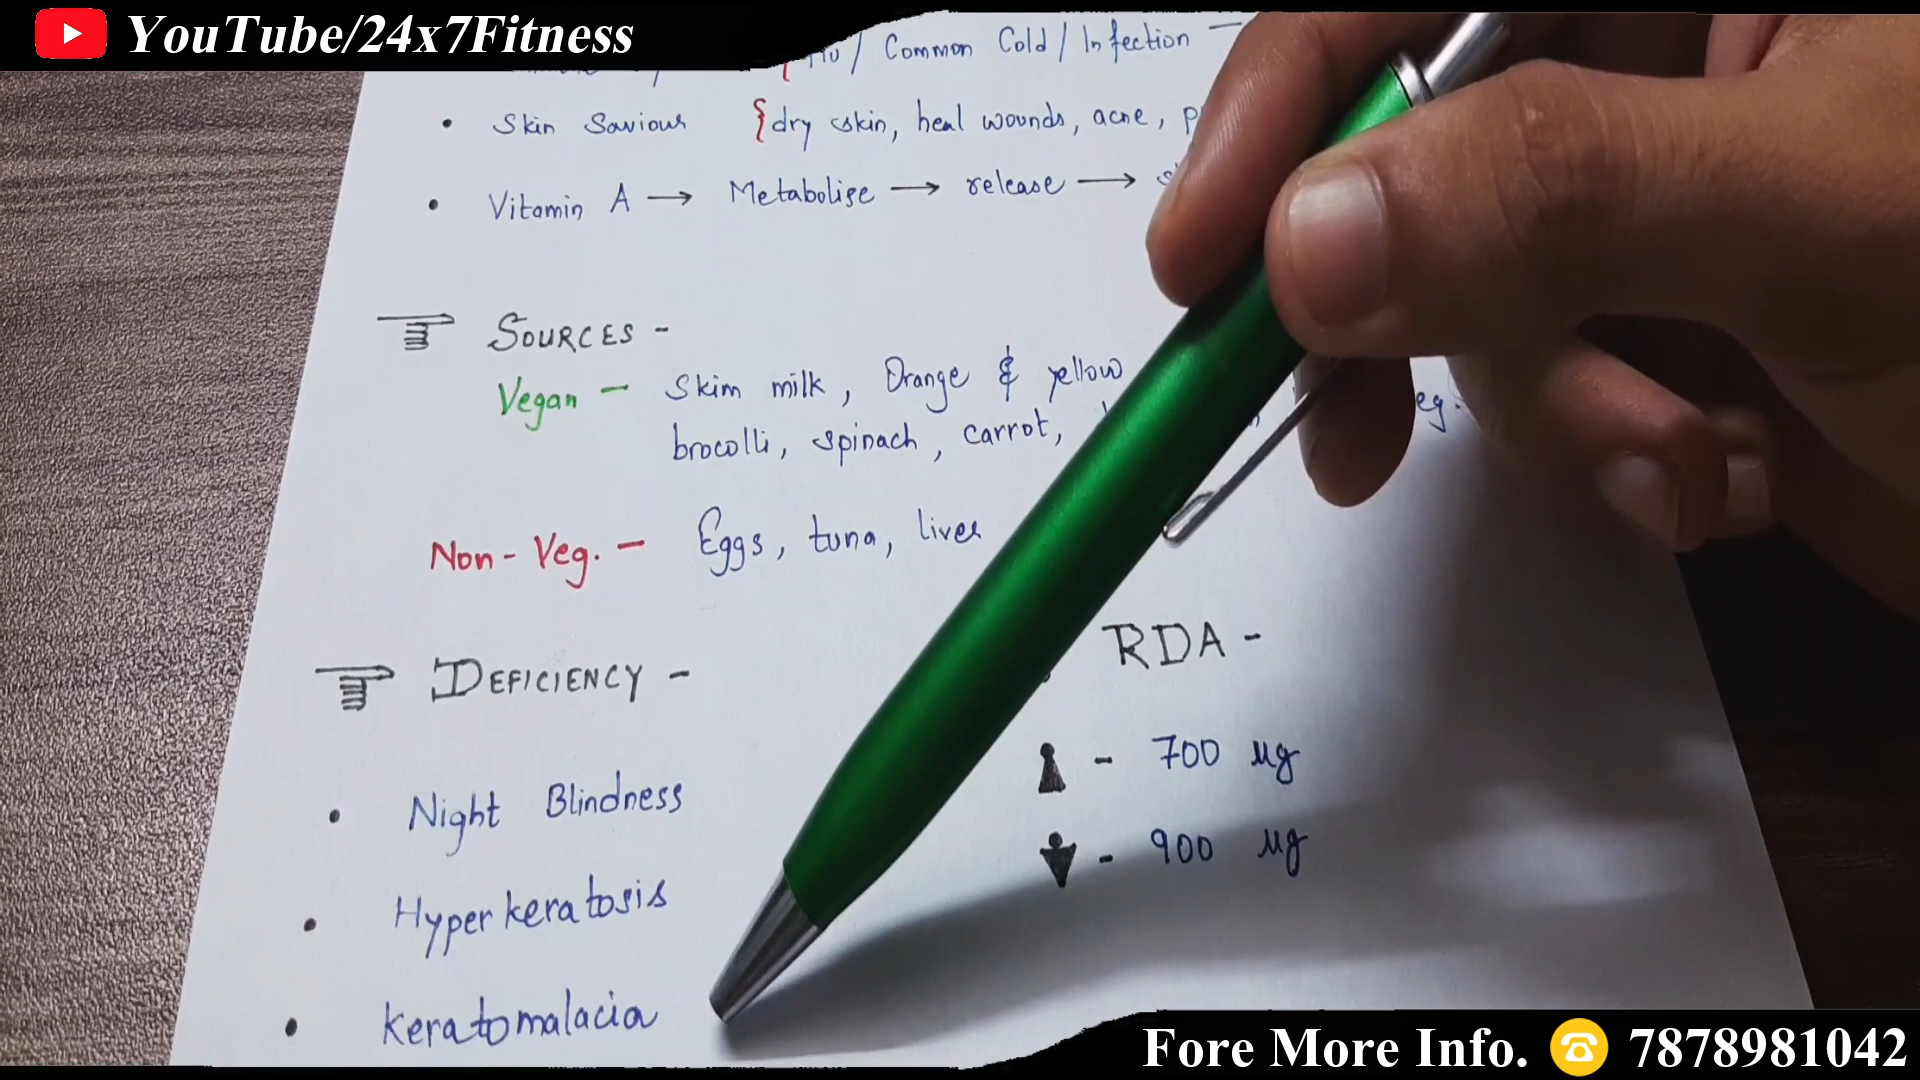 YouTube/24x7Fitness
/ Common Cold / Infection –
• Skin Saviour {dry skin, heal wounds, acne,
• Vitamin A → Metabolise → release →
SOURCES -
Vegan – Skim milk, Orange & yellow
brocolli, spinach, carrot,
Non-Veg. – Eggs, tuna, liver
DEFICIENCY -
RDA -
- 700 µg
• Night Blindness
- 900 µg
• Hyperkeratosis
• Keratomalacia
Fore More Info. 7878981042